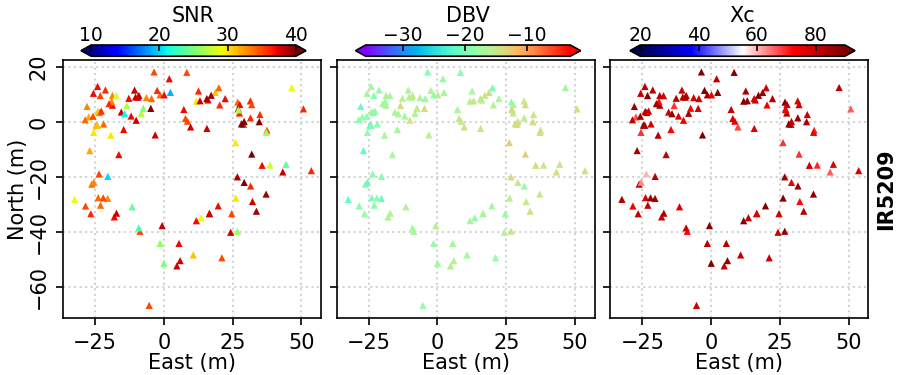 SNR DBV Xc
10 20 30 40 −30 −20 −10 20 40 60 80
20
0
−20
−40
−60
North (m)
IR5209
−25 0 25 50 −25 0 25 50 −25 0 25 50
East (m) East (m) East (m)